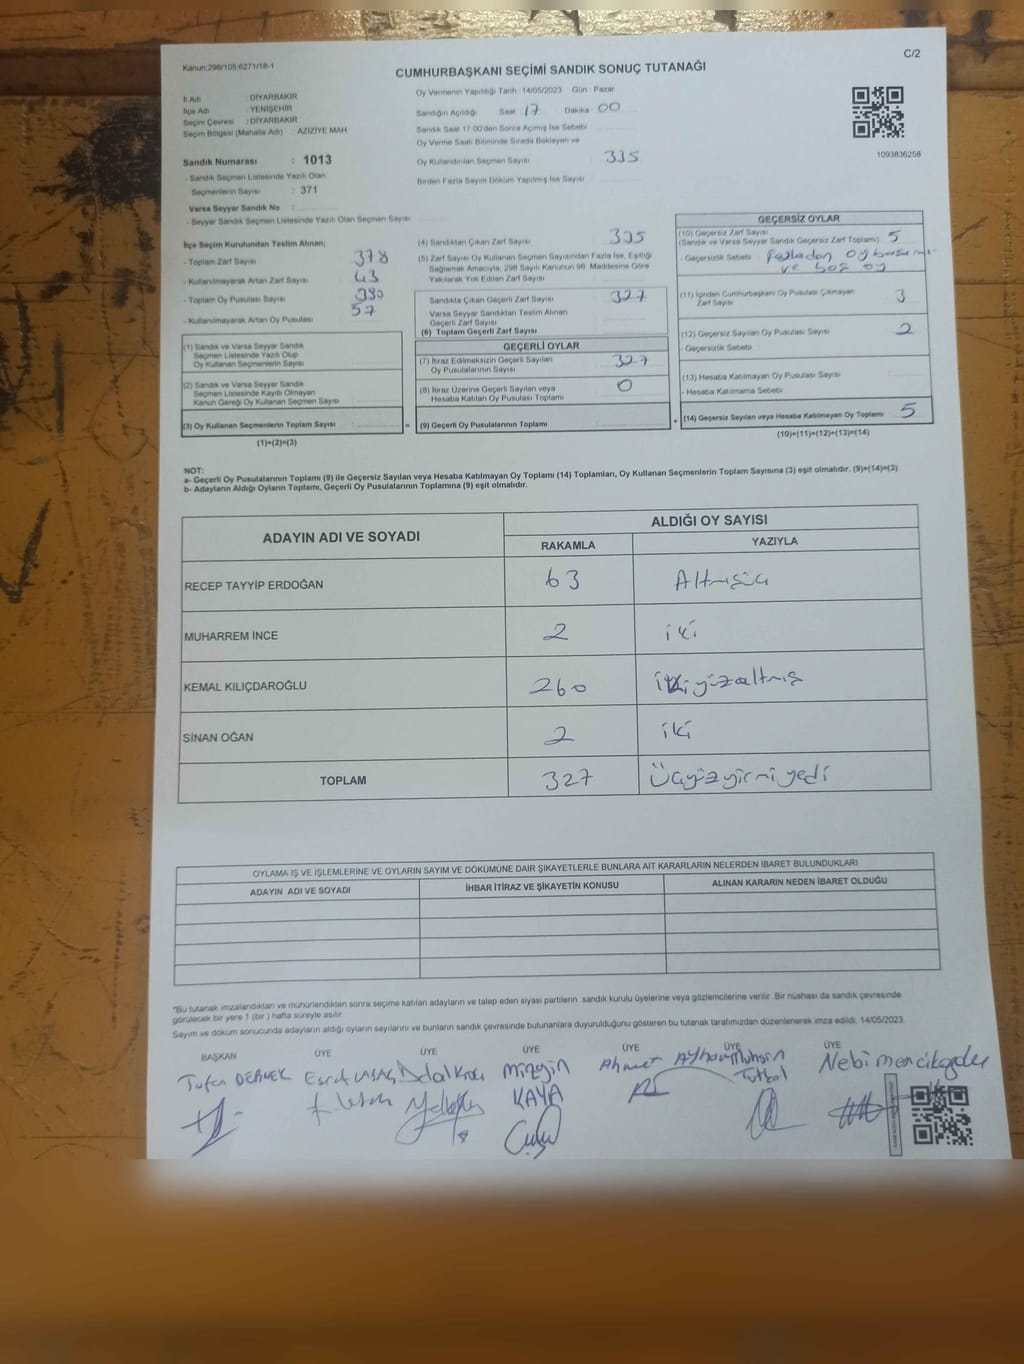 Kanun:298/105;6271/18-1
C/2
CUMHURBAŞKANI SEÇİMİ SANDIK SONUÇ TUTANAĞI
İl Adı : DİYARBAKIR
İlçe Adı : YENİŞEHİR
Seçim Çevresi : DİYARBAKIR
Seçim Bölgesi (Mahalle Adı) : AZIZIYE MAH
Sandık Numarası : 1013
- Sandık Seçmen Listesinde Yazılı Olan
Seçmenlerin Sayısı : 371
Varsa Seyyar Sandık No :
- Seyyar Sandık Seçmen Listesinde Yazılı Olan Seçmen Sayısı
Oy Vermenin Yapıldığı Tarih : 14/05/2023 Gün : Pazar
Sandığın Açıldığı Saat 17 Dakika 00
Sandık Saat 17:00'den Sonra Açılmış İse Sebebi
Oy Verme Saati Bitiminde Sırada Bekleyen ve
Oy Kullandırılan Seçmen Sayısı 335
Birden Fazla Sayım Döküm Yapılmış İse Sayısı
1093836258
İlçe Seçim Kurulundan Teslim Alınan;
- Toplam Zarf Sayısı 378
- Kullanılmayarak Artan Zarf Sayısı 43
- Toplam Oy Pusulası Sayısı 380
- Kullanılmayarak Artan Oy Pusulası 57
(1) Sandık ve Varsa Seyyar Sandık
Seçmen Listesinde Yazılı Olup
Oy Kullanan Seçmenlerin Sayısı
(2) Sandık ve Varsa Seyyar Sandık
Seçmen Listesinde Kayıtlı Olmayan
Kanun Gereği Oy Kullanan Seçmen Sayısı
(3) Oy Kullanan Seçmenlerin Toplam Sayısı :
(1)+(2)=(3)
(4) Sandıktan Çıkan Zarf Sayısı 335
(5) Zarf Sayısı Oy Kullanan Seçmen Sayısından Fazla İse, Eşitliği
Sağlamak Amacıyla, 298 Sayılı Kanunun 98. Maddesine Göre
Yakılarak Yok Edilen Zarf Sayısı
Sandıkta Çıkan Geçerli Zarf Sayısı 327
Varsa Seyyar Sandıktan Teslim Alınan
Geçerli Zarf Sayısı
(6) Toplam Geçerli Zarf Sayısı
GEÇERLİ OYLAR
(7) İtiraz Edilmeksizin Geçerli Sayılan
Oy Pusulalarının Sayısı 327
(8) İtiraz Üzerine Geçerli Sayılan veya
Hesaba Katılan Oy Pusulası Toplamı 0
= (9) Geçerli Oy Pusulalarının Toplamı
GEÇERSİZ OYLAR
(10) Geçersiz Zarf Sayısı
(Sandık ve Varsa Seyyar Sandık Geçersiz Zarf Toplamı) 5
- Geçersizlik Sebebi : Fazladan oy
ve boş oy
(11) İçinden Cumhurbaşkanı Oy Pusulası Çıkmayan
Zarf Sayısı 3
(12) Geçersiz Sayılan Oy Pusulası Sayısı 2
- Geçersizlik Sebebi :
(13) Hesaba Katılmayan Oy Pusulası Sayısı
- Hesaba Katılmama Sebebi
+ (14) Geçersiz Sayılan veya Hesaba Katılmayan Oy Toplamı 5
(10)+(11)+(12)+(13)=(14)
NOT:
a- Geçerli Oy Pusulalarının Toplamı (9) ile Geçersiz Sayılan veya Hesaba Katılmayan Oy Toplamı (14) Toplamları, Oy Kullanan Seçmenlerin Toplam Sayısına (3) eşit olmalıdır. (9)+(14)=(3)
b- Adayların Aldığı Oyların Toplamı, Geçerli Oy Pusulalarının Toplamına (9) eşit olmalıdır.
ADAYIN ADI VE SOYADI ALDIĞI OY SAYISI
RAKAMLA YAZIYLA
RECEP TAYYİP ERDOĞAN 63 Altmışüç
MUHARREM İNCE 2 iki
KEMAL KILIÇDAROĞLU 260 ikiyüzaltmış
SİNAN OĞAN 2 iki
TOPLAM 327 Üçyüzyirmiyedi
OYLAMA İŞ VE İŞLEMLERİNE VE OYLARIN SAYIM VE DÖKÜMÜNE DAİR ŞİKAYETLERLE BUNLARA AİT KARARLARIN NELERDEN İBARET BULUNDUKLARI
ADAYIN ADI VE SOYADI İHBAR İTİRAZ VE ŞİKAYETİN KONUSU ALINAN KARARIN NEDEN İBARET OLDUĞU
*Bu tutanak imzalandıktan ve mühürlendikten sonra seçime katılan adayların ve talep eden siyasi partilerin sandık kurulu üyelerine veya gözlemcilerine verilir. Bir nüshası da sandık çevresinde
görülecek bir yere 1 (bir) hafta süreyle asılır.
Sayım ve döküm sonucunda adayların aldığı oyların sayılarını ve bunların sandık çevresinde bulunanlara duyurulduğunu gösteren bu tutanak tarafımızdan düzenlenerek imza edildi. 14/05/2023
BAŞKAN ÜYE ÜYE ÜYE ÜYE ÜYE ÜYE
Mizgin Ahmet Ayhan Muhsin Nebi
KAYA